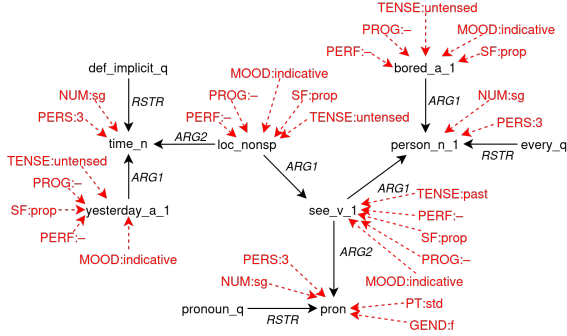 TENSE:untensed
PROG:–
MOOD:indicative
PERF:–
SF:prop
def_implicit_q
bored_a_1
MOOD:indicative
NUM:sg
RSTR
PROG:–
SF:prop
ARG1
NUM:sg
PERS:3
PERF:–
TENSE:untensed
PERS:3
time_n
ARG2
loc_nonsp
person_n_1
RSTR
every_q
TENSE:untensed
ARG1
ARG1
PROG:–
ARG1
TENSE:past
SF:prop
yesterday_a_1
see_v_1
PERF:–
PERF:–
SF:prop
MOOD:indicative
PERS:3
ARG2
PROG:–
NUM:sg
MOOD:indicative
pronoun_q
RSTR
pron
PT:std
GEND:f